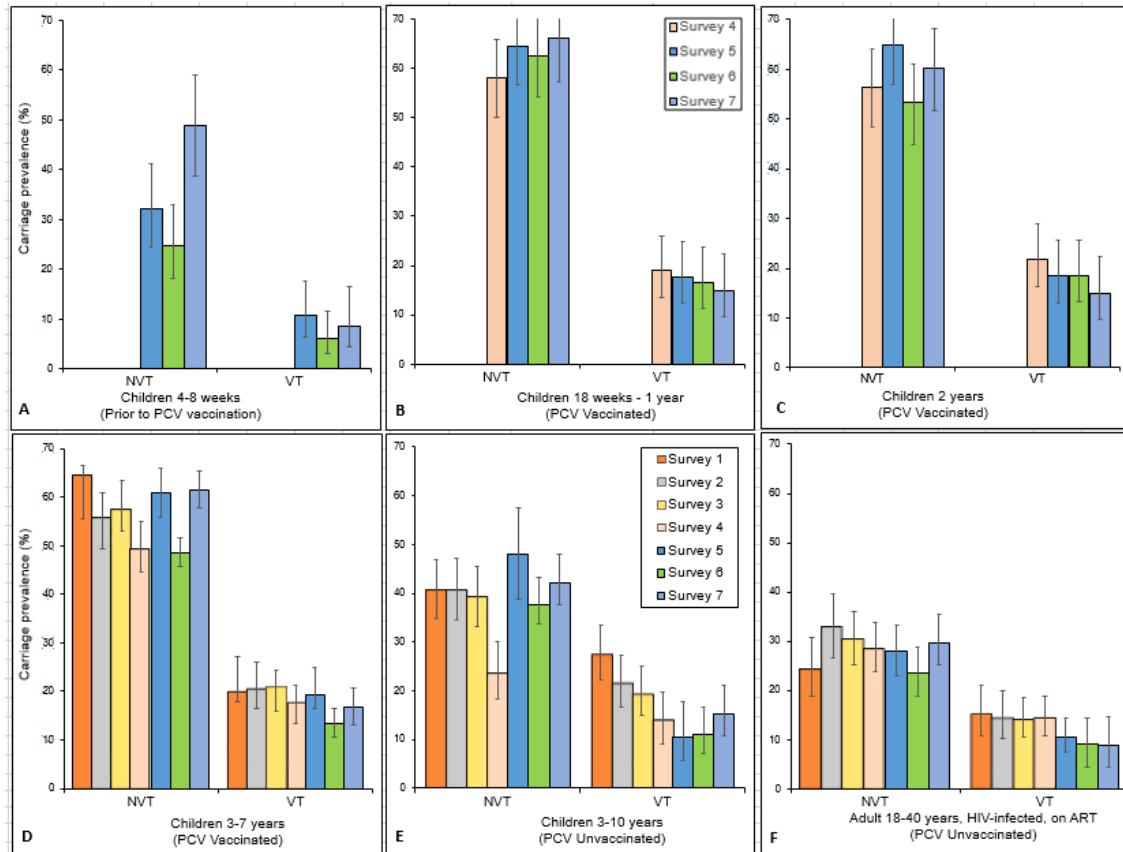 Carriage prevalence (%)
70
60
50
40
30
20
10
0
NVT
VT
A
Children 4-8 weeks
(Prior to PCV vaccination)
70
60
50
40
30
20
10
0
Survey 4
Survey 5
Survey 6
Survey 7
NVT
VT
B
Children 18 weeks - 1 year
(PCV Vaccinated)
70
60
50
40
30
20
10
0
NVT
VT
C
Children 2 years
(PCV Vaccinated)
Carriage prevalence (%)
70
60
50
40
30
20
10
0
NVT
VT
D
Children 3-7 years
(PCV Vaccinated)
70
60
50
40
30
20
10
0
Survey 1
Survey 2
Survey 3
Survey 4
Survey 5
Survey 6
Survey 7
NVT
VT
E
Children 3-10 years
(PCV Unvaccinated)
70
60
50
40
30
20
10
0
NVT
VT
F
Adult 18-40 years, HIV-infected, on ART
(PCV Unvaccinated)